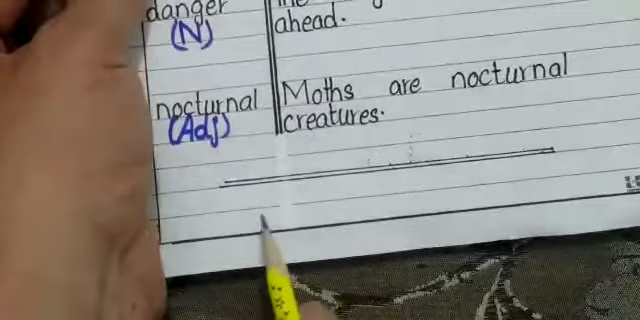 danger
(N)
ahead.
nocturnal
(Adj)
Moths are nocturnal
creatures.